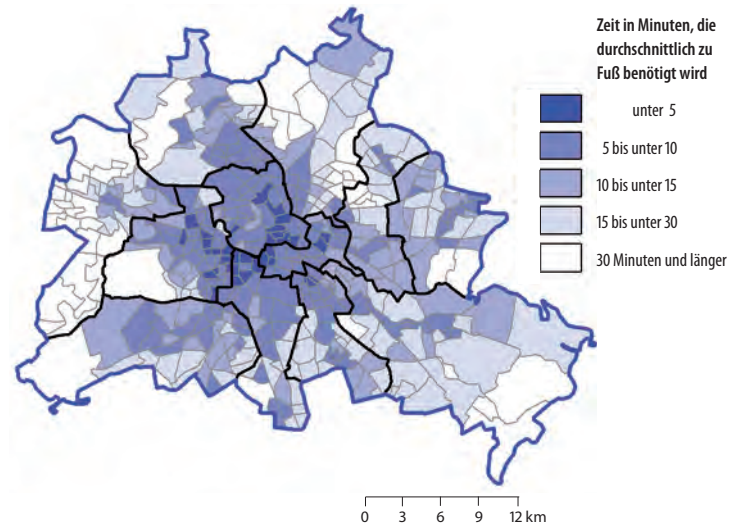 Zeit in Minuten, die
durchschnittlich zu
Fuß benötigt wird
unter 5
5 bis unter 10
10 bis unter 15
15 bis unter 30
30 Minuten und länger
0 3 6 9 12 km